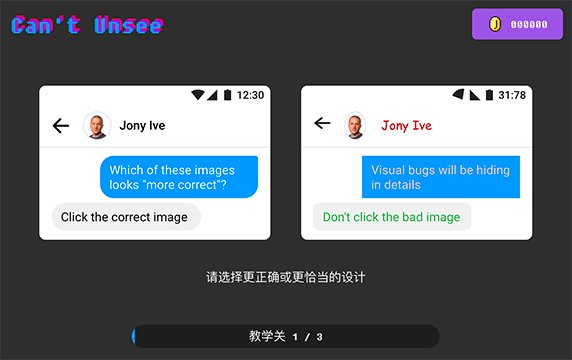 Can't Unsee
000000
12:30
Jony Ive
Which of these images
looks "more correct"?
Click the correct image
31:78
Jony Ive
Visual bugs will be hiding
in details
Don't click the bad image
请选择更正确或更恰当的设计
教学关 1 / 3